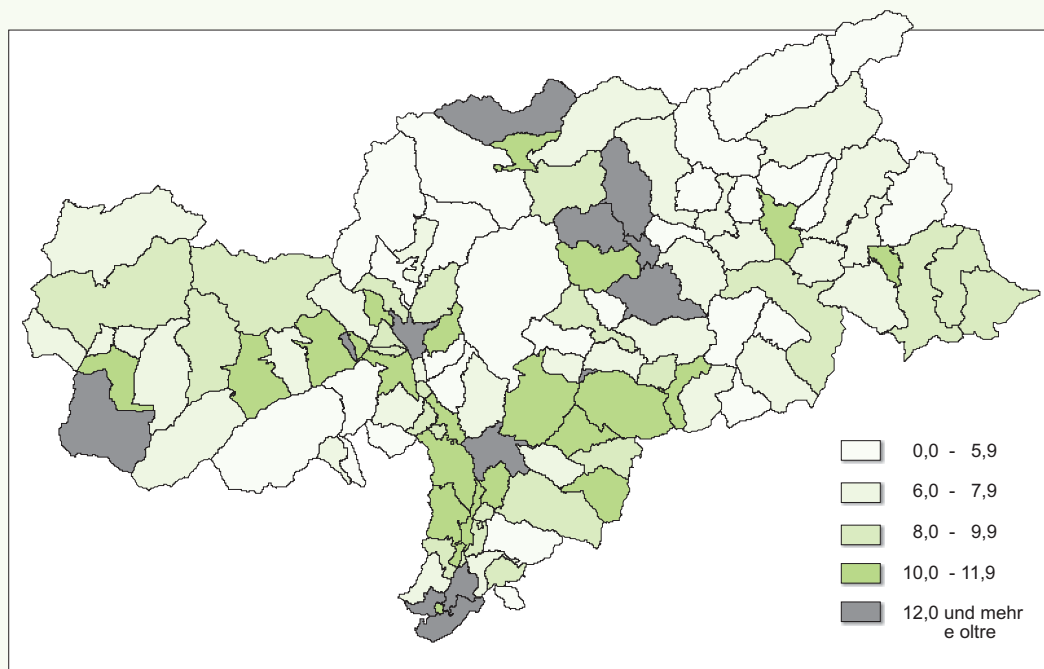 0,0 - 5,9
6,0 - 7,9
8,0 - 9,9
10,0 - 11,9
12,0 und mehr
e oltre